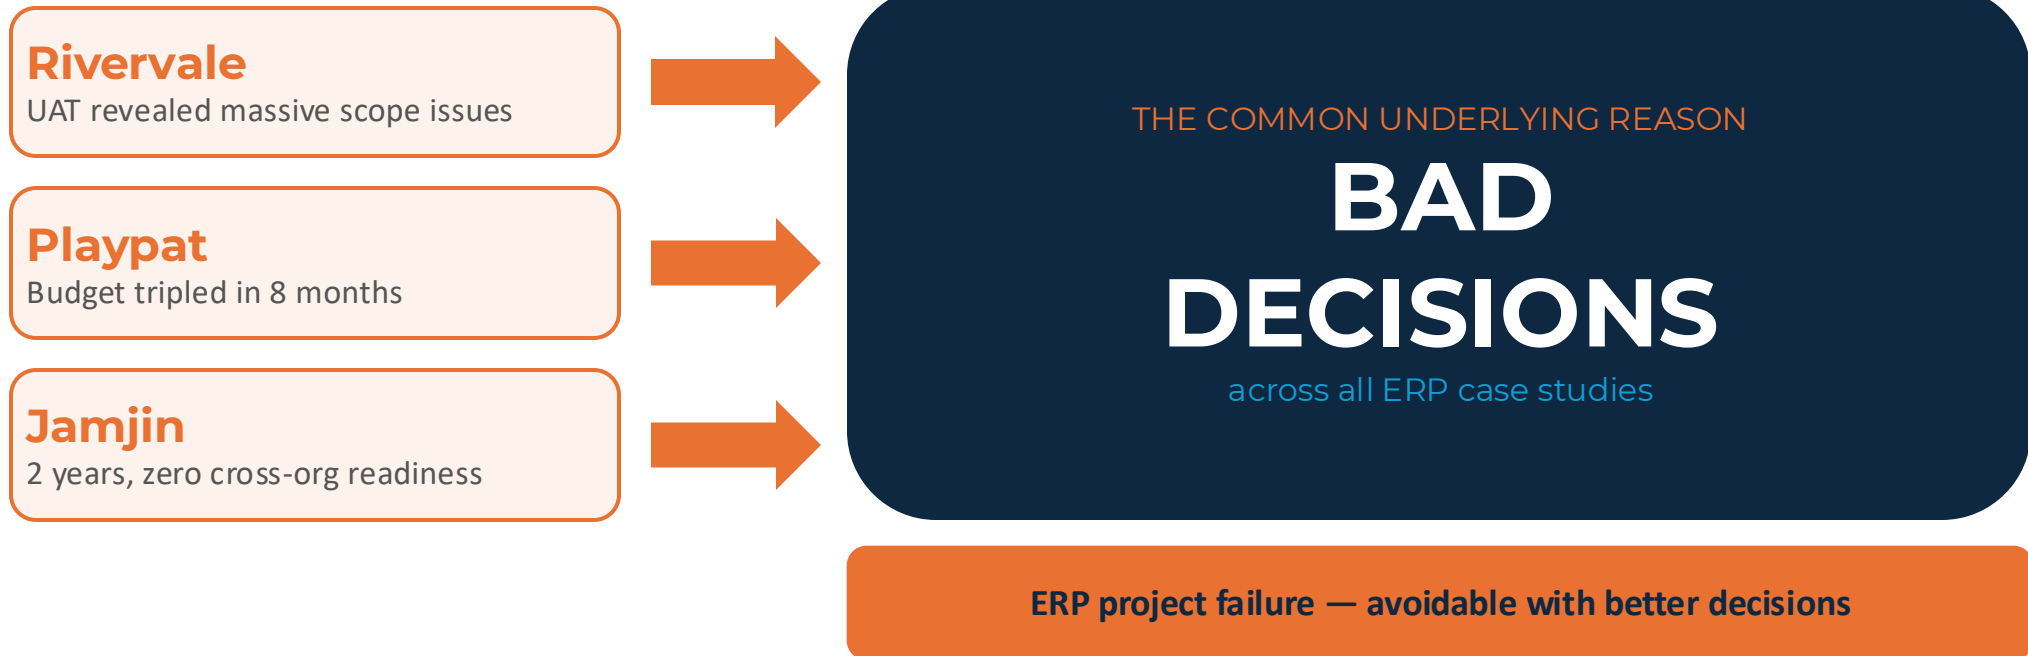 Rivervale
UAT revealed massive scope issues
Playpat
Budget tripled in 8 months
Jamjin
2 years, zero cross-org readiness
THE COMMON UNDERLYING REASON
BAD
DECISIONS
across all ERP case studies
ERP project failure — avoidable with better decisions